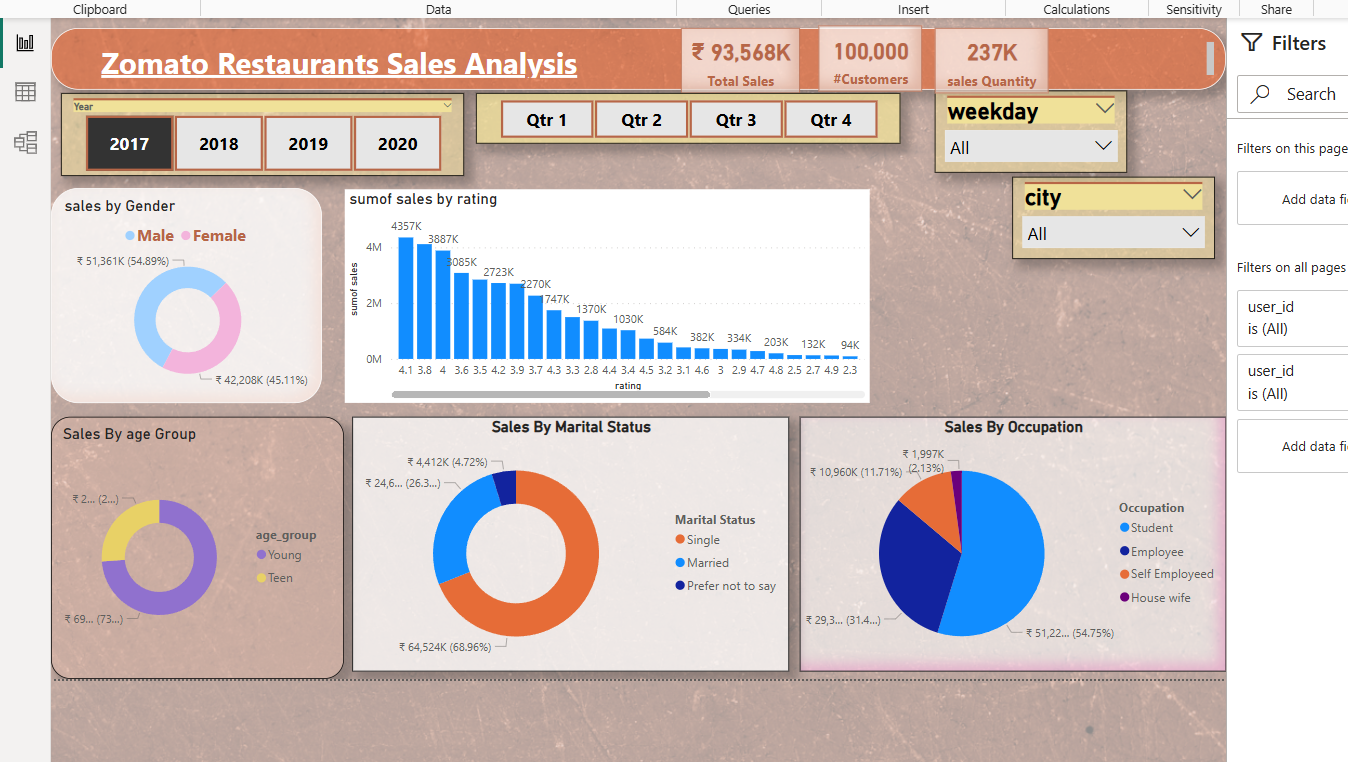 Clipboard
Data
Queries
Insert
Calculations
Sensitivity
Share
Zomato Restaurants Sales Analysis
₹ 93,568K
Total Sales
100,000
#Customers
237K
sales Quantity
Filters
Search
Filters on this page
Add data fi
Filters on all pages
user_id
is (All)
user_id
is (All)
Add data fi
Year
2017 2018 2019 2020
Qtr 1 Qtr 2 Qtr 3 Qtr 4
weekday
All
city
All
sales by Gender
Male Female
₹ 51,361K (54.89%)
₹ 42,208K (45.11%)
sumof sales by rating
sumof sales
4M
2M
0M
4357K
3887K
3085K
2723K
2270K
1747K
1370K
1030K
584K
382K
334K
203K
132K
94K
4.1 3.8 4 3.6 3.5 4.2 3.9 3.7 4.3 3.3 2.8 4.4 3.4 4.5 3.2 3.1 4.6 3 2.9 4.7 4.8 2.5 2.7 4.9 2.3
rating
Sales By age Group
₹ 2... (2...)
₹ 69... (73...)
age_group
Young
Teen
Sales By Marital Status
₹ 4,412K (4.72%)
₹ 24,6... (26.3...)
₹ 64,524K (68.96%)
Marital Status
Single
Married
Prefer not to say
Sales By Occupation
₹ 1,997K
(2.13%)
₹ 10,960K (11.71%)
₹ 29,3... (31.4...)
₹ 51,22... (54.75%)
Occupation
Student
Employee
Self Employeed
House wife